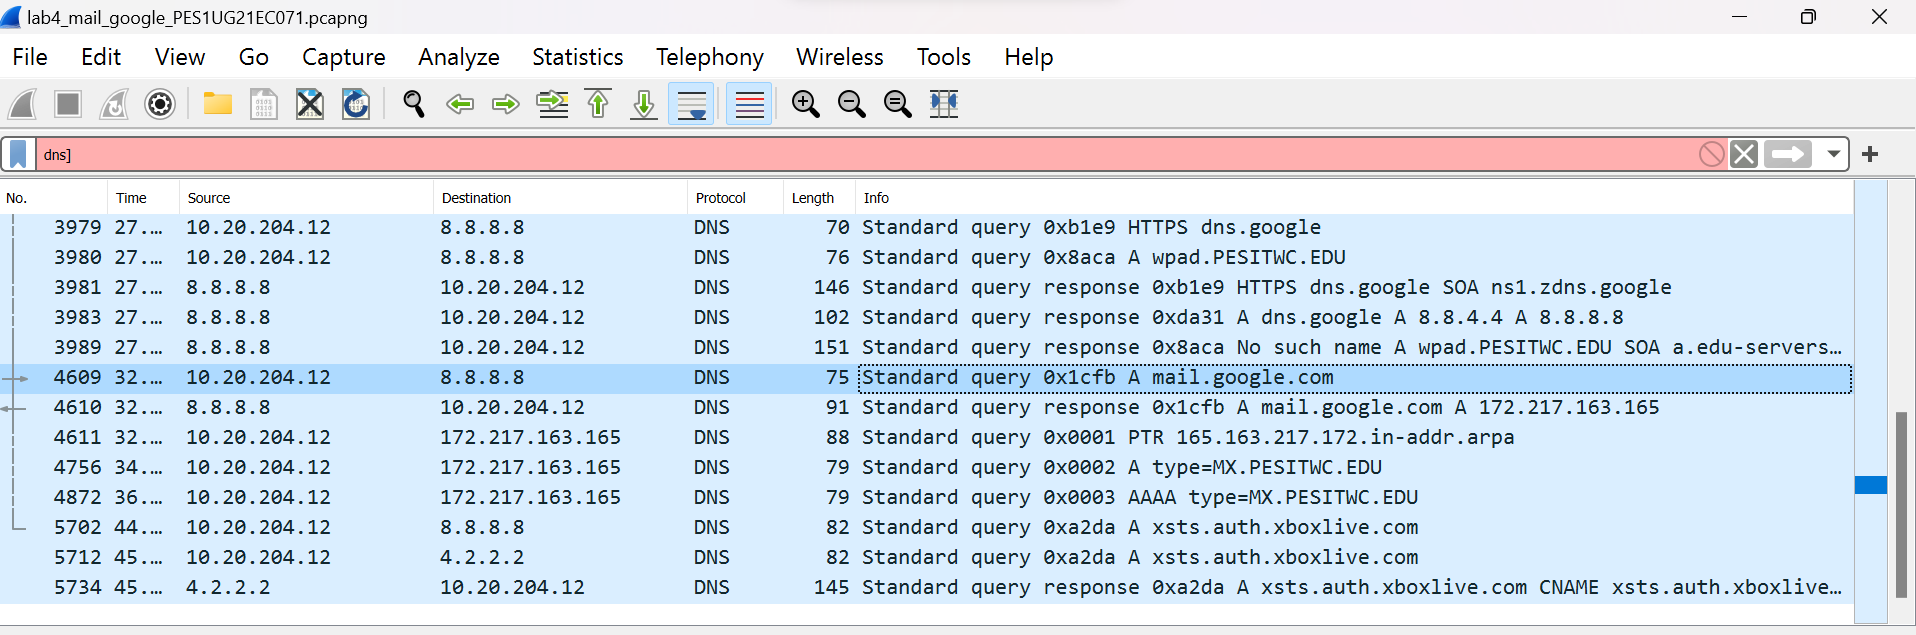 lab4_mail_google_PES1UG21EC071.pcapng
File Edit View Go Capture Analyze Statistics Telephony Wireless Tools Help
dns]
No. Time Source Destination Protocol Length Info
3979 27.… 10.20.204.12 8.8.8.8 DNS 70 Standard query 0xb1e9 HTTPS dns.google
3980 27.… 10.20.204.12 8.8.8.8 DNS 76 Standard query 0x8aca A wpad.PESITWC.EDU
3981 27.… 8.8.8.8 10.20.204.12 DNS 146 Standard query response 0xb1e9 HTTPS dns.google SOA ns1.zdns.google
3983 27.… 8.8.8.8 10.20.204.12 DNS 102 Standard query response 0xda31 A dns.google A 8.8.4.4 A 8.8.8.8
3989 27.… 8.8.8.8 10.20.204.12 DNS 151 Standard query response 0x8aca No such name A wpad.PESITWC.EDU SOA a.edu-servers…
4609 32.… 10.20.204.12 8.8.8.8 DNS 75 Standard query 0x1cfb A mail.google.com
4610 32.… 8.8.8.8 10.20.204.12 DNS 91 Standard query response 0x1cfb A mail.google.com A 172.217.163.165
4611 32.… 10.20.204.12 172.217.163.165 DNS 88 Standard query 0x0001 PTR 165.163.217.172.in-addr.arpa
4756 34.… 10.20.204.12 172.217.163.165 DNS 79 Standard query 0x0002 A type=MX.PESITWC.EDU
4872 36.… 10.20.204.12 172.217.163.165 DNS 79 Standard query 0x0003 AAAA type=MX.PESITWC.EDU
5702 44.… 10.20.204.12 8.8.8.8 DNS 82 Standard query 0xa2da A xsts.auth.xboxlive.com
5712 45.… 10.20.204.12 4.2.2.2 DNS 82 Standard query 0xa2da A xsts.auth.xboxlive.com
5734 45.… 4.2.2.2 10.20.204.12 DNS 145 Standard query response 0xa2da A xsts.auth.xboxlive.com CNAME xsts.auth.xboxlive…